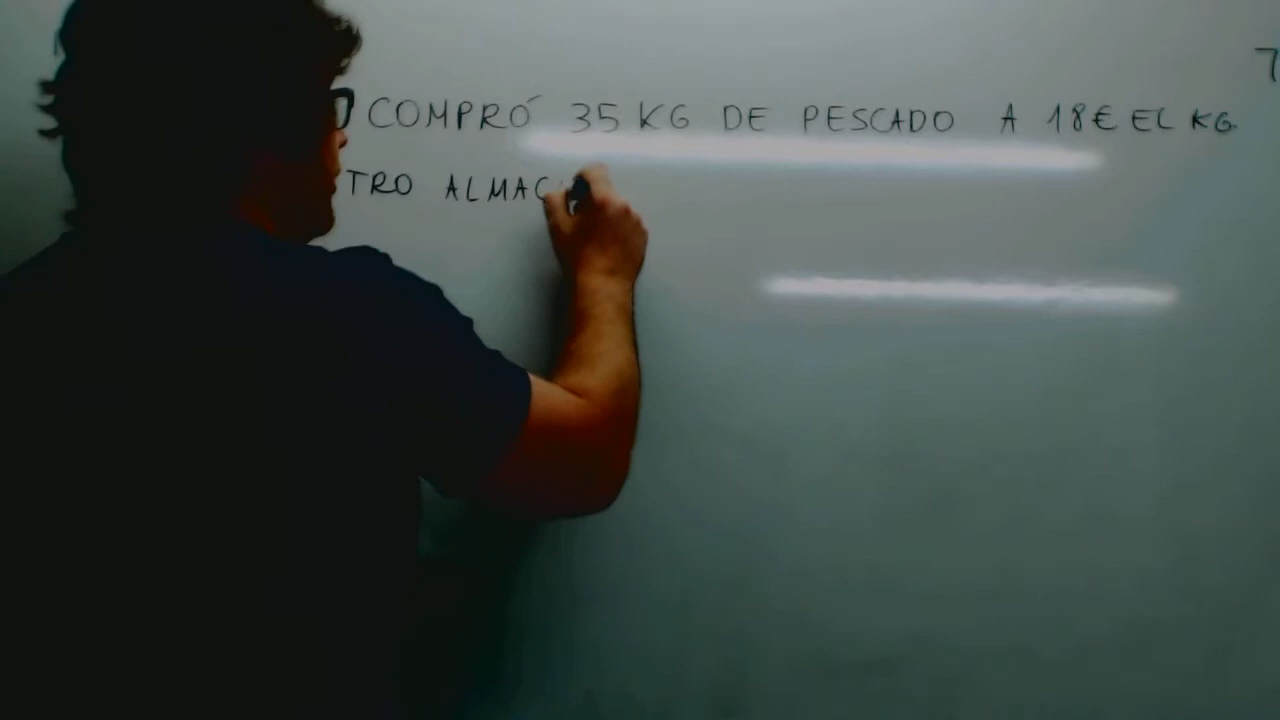 COMPRÓ 35 KG DE PESCADO A 18€ EL KG
TRO ALMAC